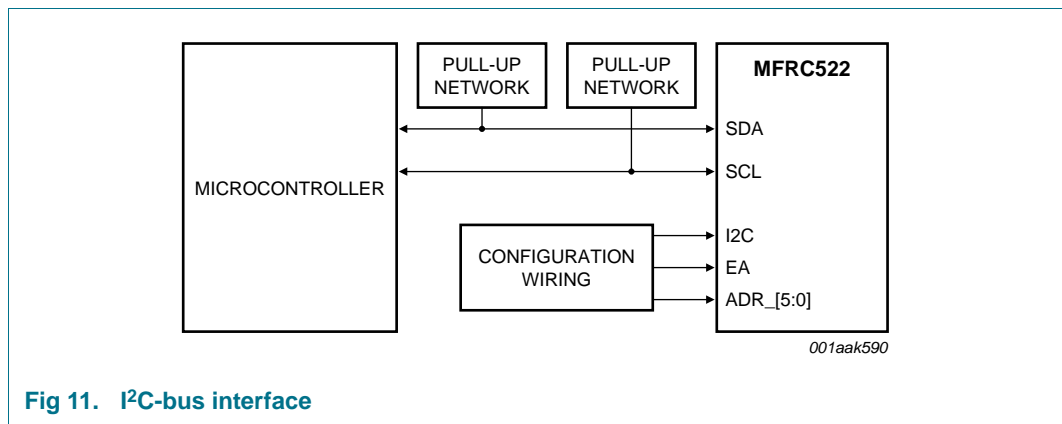 PULL-UP
NETWORK
PULL-UP
NETWORK
MFRC522
SDA
SCL
MICROCONTROLLER
I2C
CONFIGURATION
WIRING
EA
ADR_[5:0]
001aak590
Fig 11. I²C-bus interface